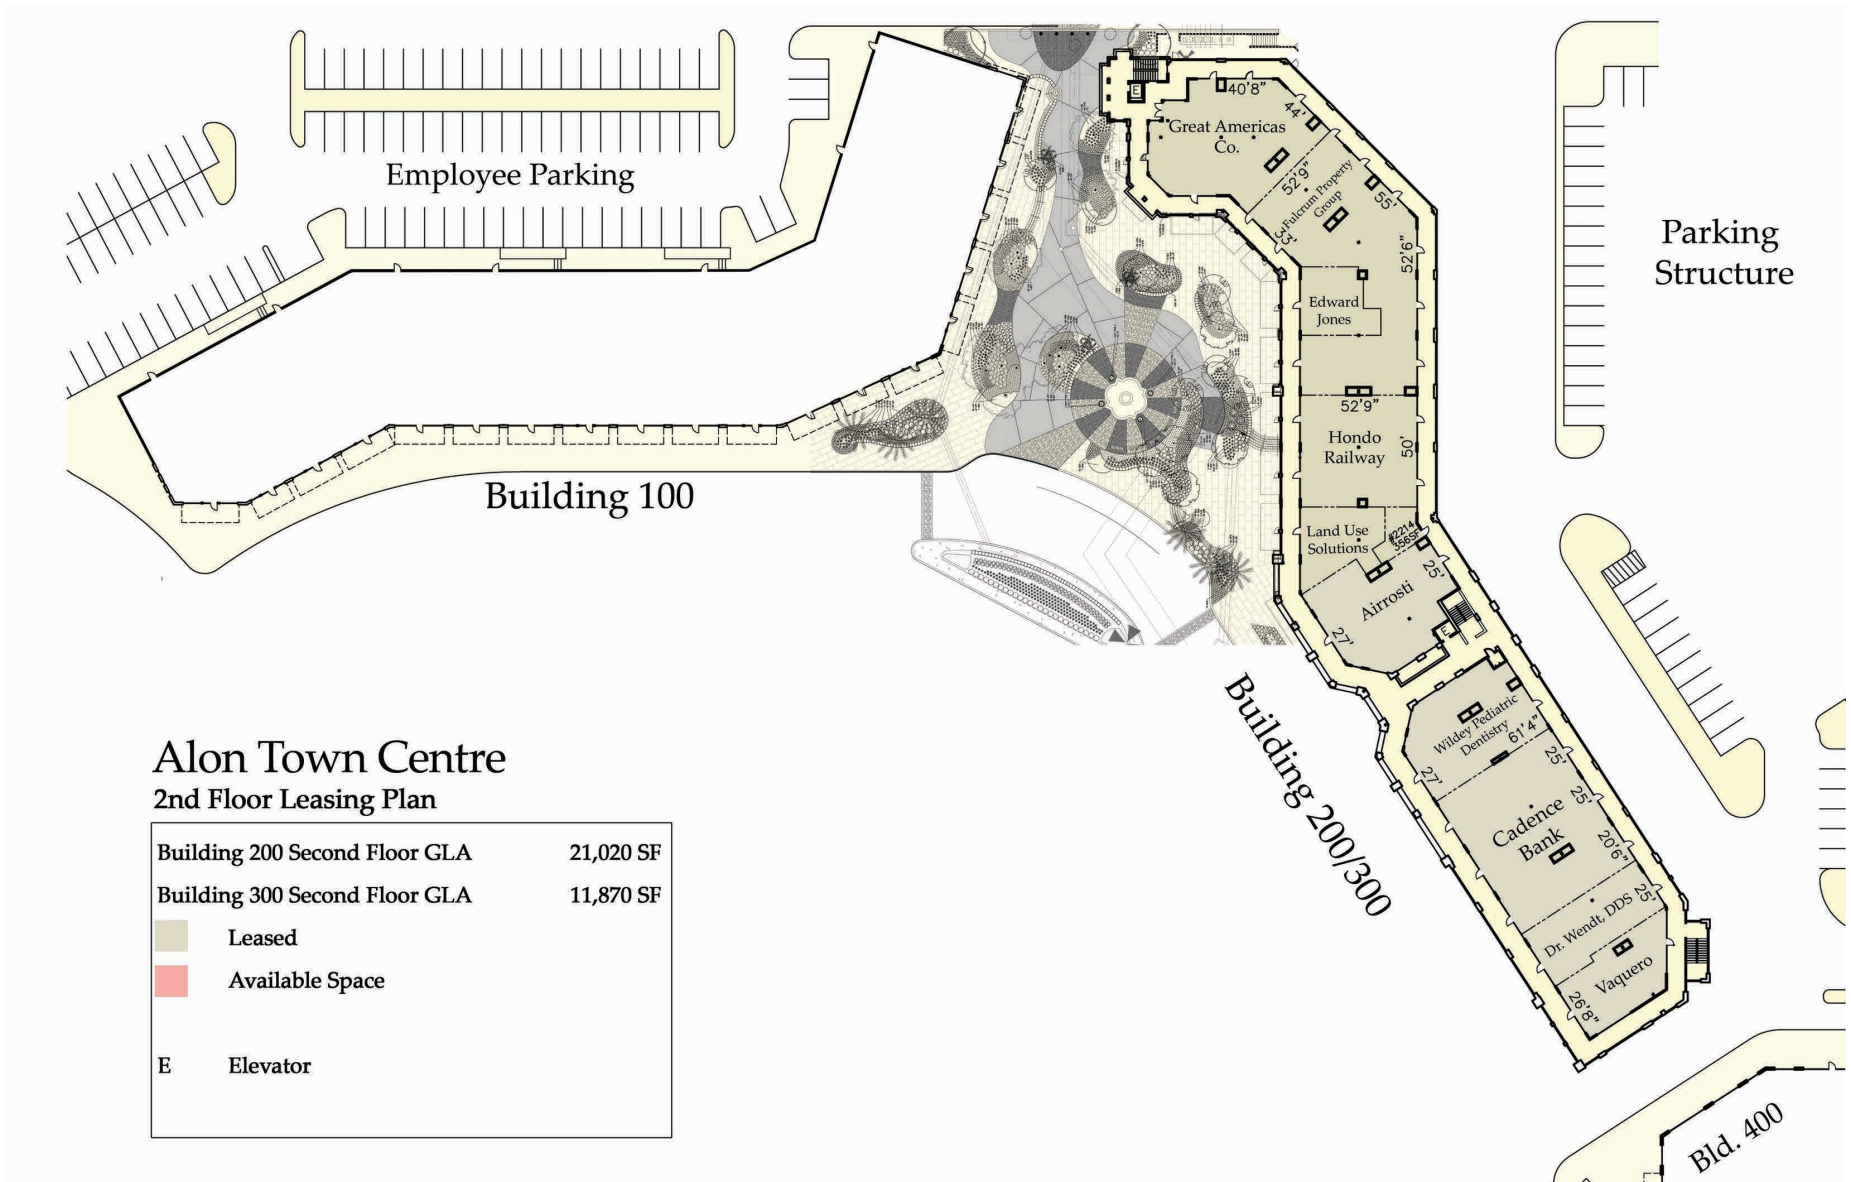 Employee Parking
Building 100
Alon Town Centre
2nd Floor Leasing Plan
Building 200 Second Floor GLA 21,020 SF
Building 300 Second Floor GLA 11,870 SF
Leased
Available Space
E Elevator
E
40'8"
44'
Great Americas
Co.
52'9"
Fulcrum Property
Group
55'
33'
52'6"
Edward
Jones
52'9"
Hondo
Railway
50'
Land Use
Solutions
#2214
356SF
25'
Airrosti
27'
E
Building 200/300
Wildey Pediatric
Dentistry
61'4"
27'
25'
25'
Cadence
Bank
20'6"
25'
Dr. Wendt, DDS
Vaquero
26'8"
Parking
Structure
Bld. 400